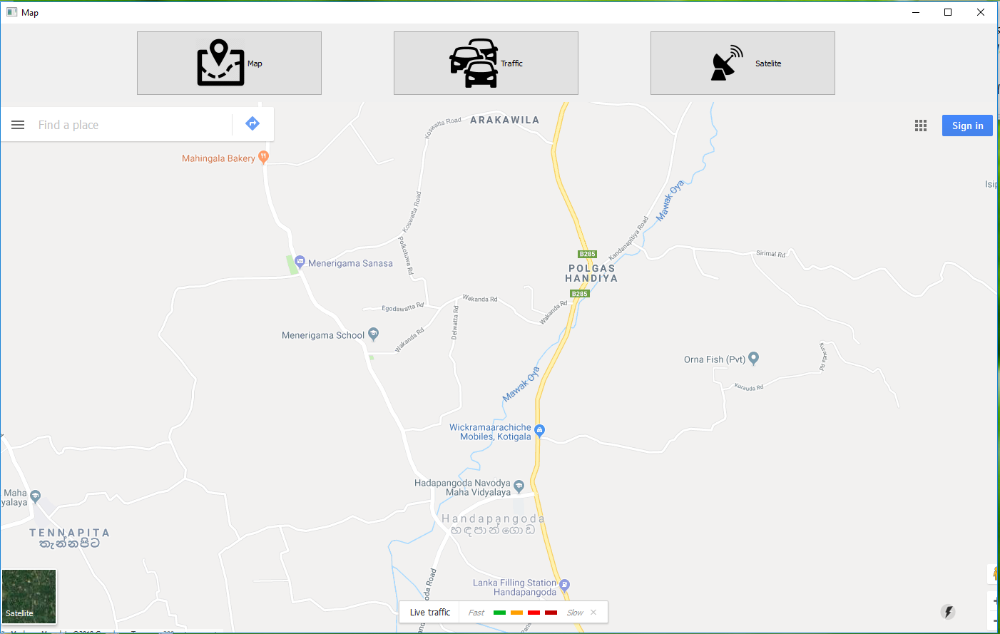 Map
Map
Traffic
Satelite
Find a place
Sign in
Koswatta Road
ARAKAWILA
Mahingala Bakery
Mawak Oya
Koswatta Road
Kandanapitiya Road
Polkotuwa Rd
B285
Sirimal Rd
Menerigama Sanasa
POLGAS
HANDIYA
B285
Wakanda Rd
Egodawatta Rd
Wakanda Rd
Delwatta Rd
Menerigama School
Wakanda Rd
Kurauda Rd
Orna Fish (Pvt)
Mawak Oya
Kurauda Rd
Wickramaarachiche
Mobiles, Kotigala
Hadapangoda Navodya
Maha Vidyalaya
Maha
yalaya
Handapangoda
හඳපාන්ගොඩ
TENNAPITA
තැන්නපිට
Lanka Filling Station
Handapangoda
oda Road
Satellite
Live traffic
Fast
Slow